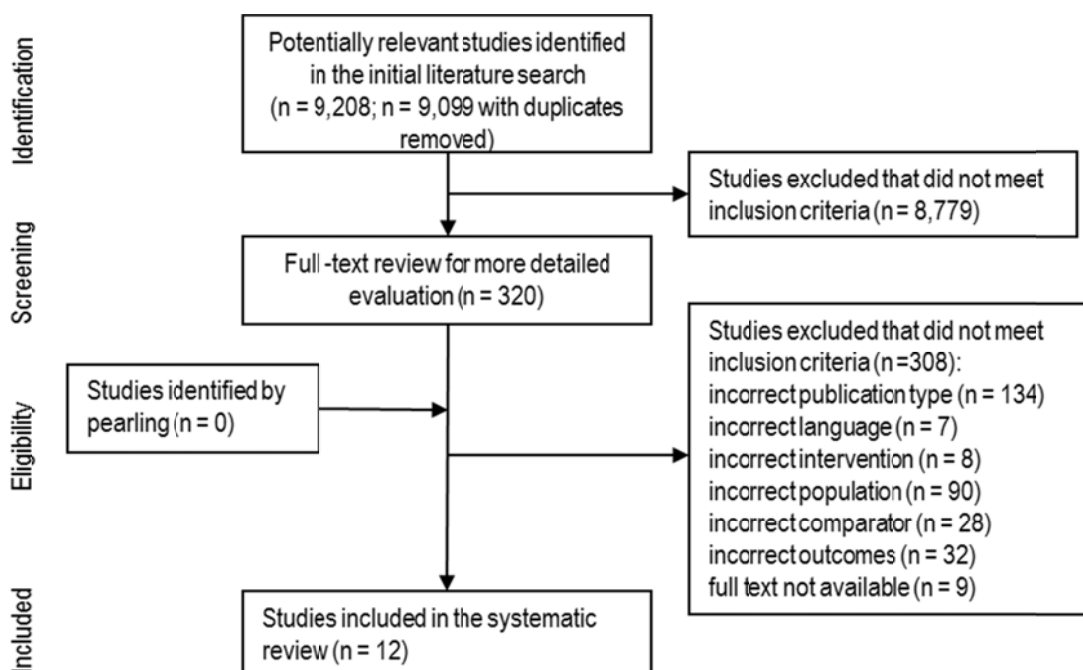 Identification
Potentially relevant studies identified
in the initial literature search
(n = 9,208; n = 9,099 with duplicates
removed)
Studies excluded that did not meet
inclusion criteria (n = 8,779)
Screening
Full-text review for more detailed
evaluation (n = 320)
Eligibility
Studies identified by
pearling (n = 0)
Studies excluded that did not meet
inclusion criteria (n=308):
incorrect publication type (n = 134)
incorrect language (n = 7)
incorrect intervention (n = 8)
incorrect population (n = 90)
incorrect comparator (n = 28)
incorrect outcomes (n = 32)
full text not available (n = 9)
Included
Studies included in the systematic
review (n = 12)